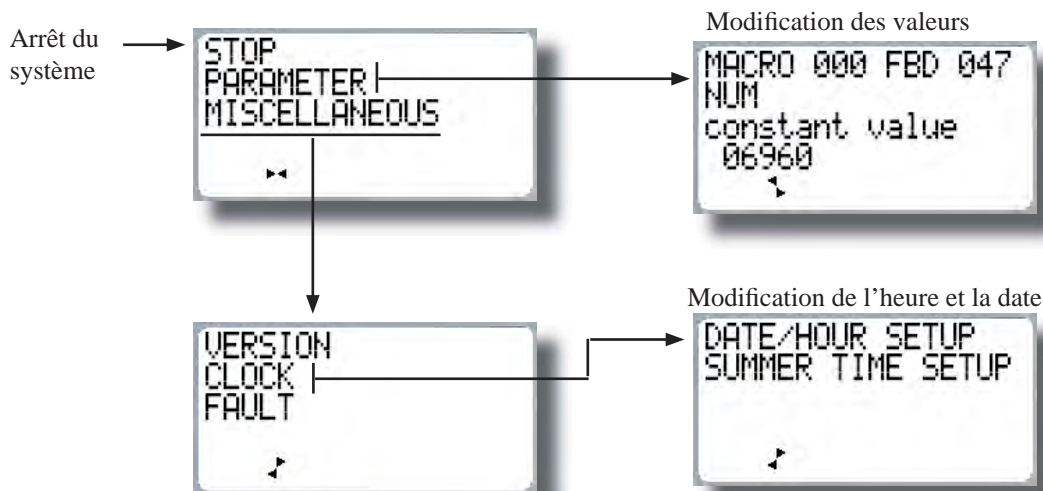 Arrêt du
système
STOP
PARAMETER
MISCELLANEOUS
Modification des valeurs
MACRO 000 FBD 047
NUM
constant value
06960
VERSION
CLOCK
FAULT
Modification de l’heure et la date
DATE/HOUR SETUP
SUMMER TIME SETUP